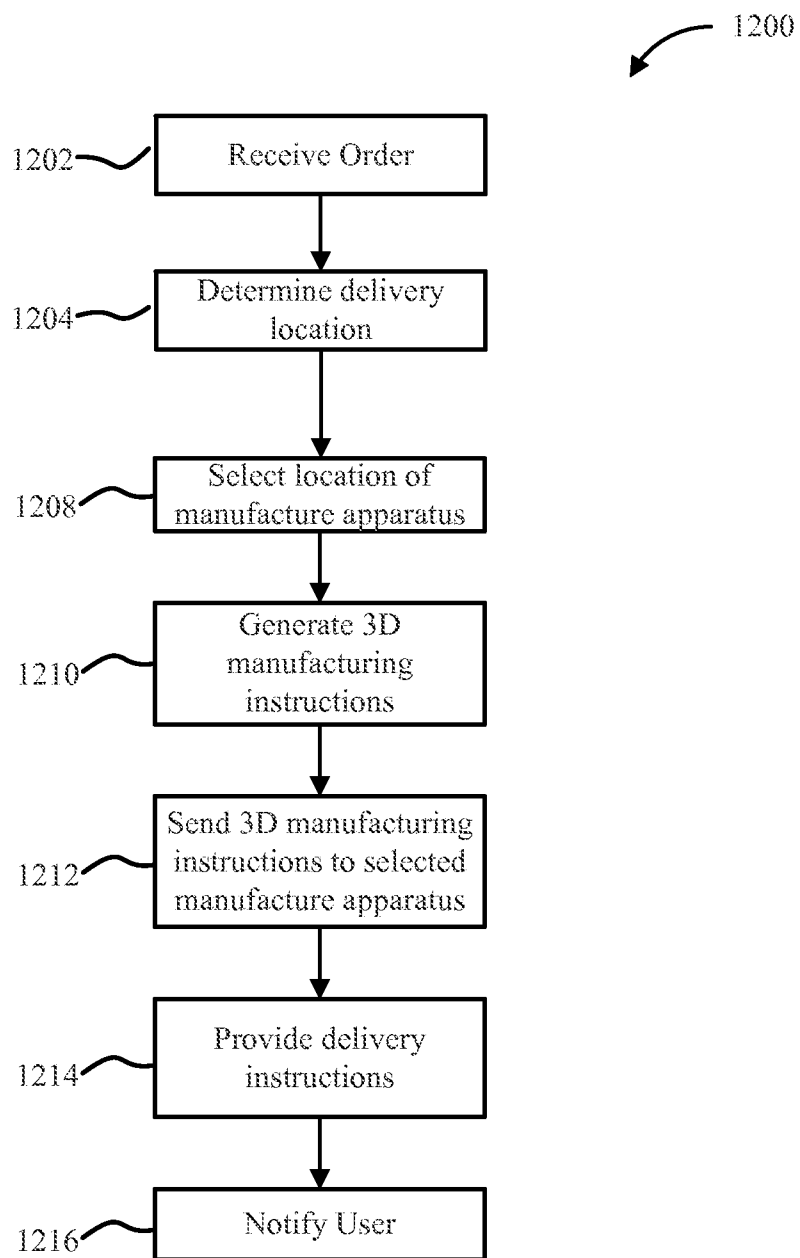 1200
1202
Receive Order
1204
Determine delivery
location
1208
Select location of
manufacture apparatus
1210
Generate 3D
manufacturing
instructions
1212
Send 3D manufacturing
instructions to selected
manufacture apparatus
1214
Provide delivery
instructions
1216
Notify User